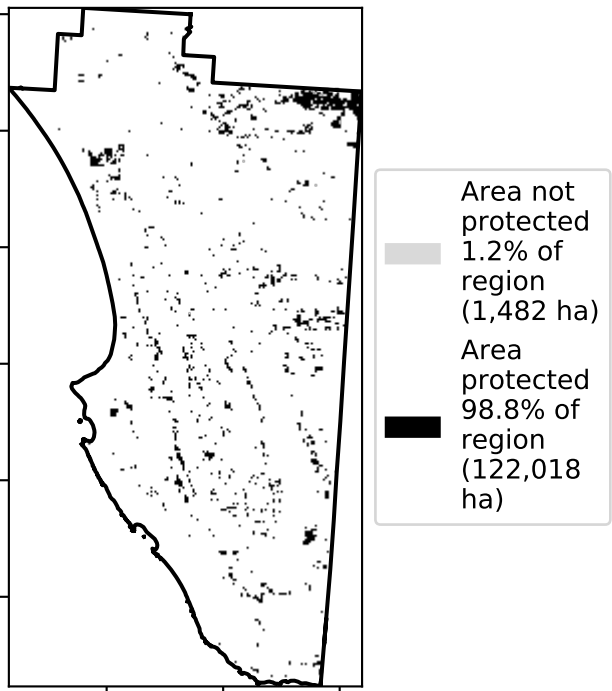 Area not
protected
1.2% of
region
(1,482 ha)
Area
protected
98.8% of
region
(122,018
ha)